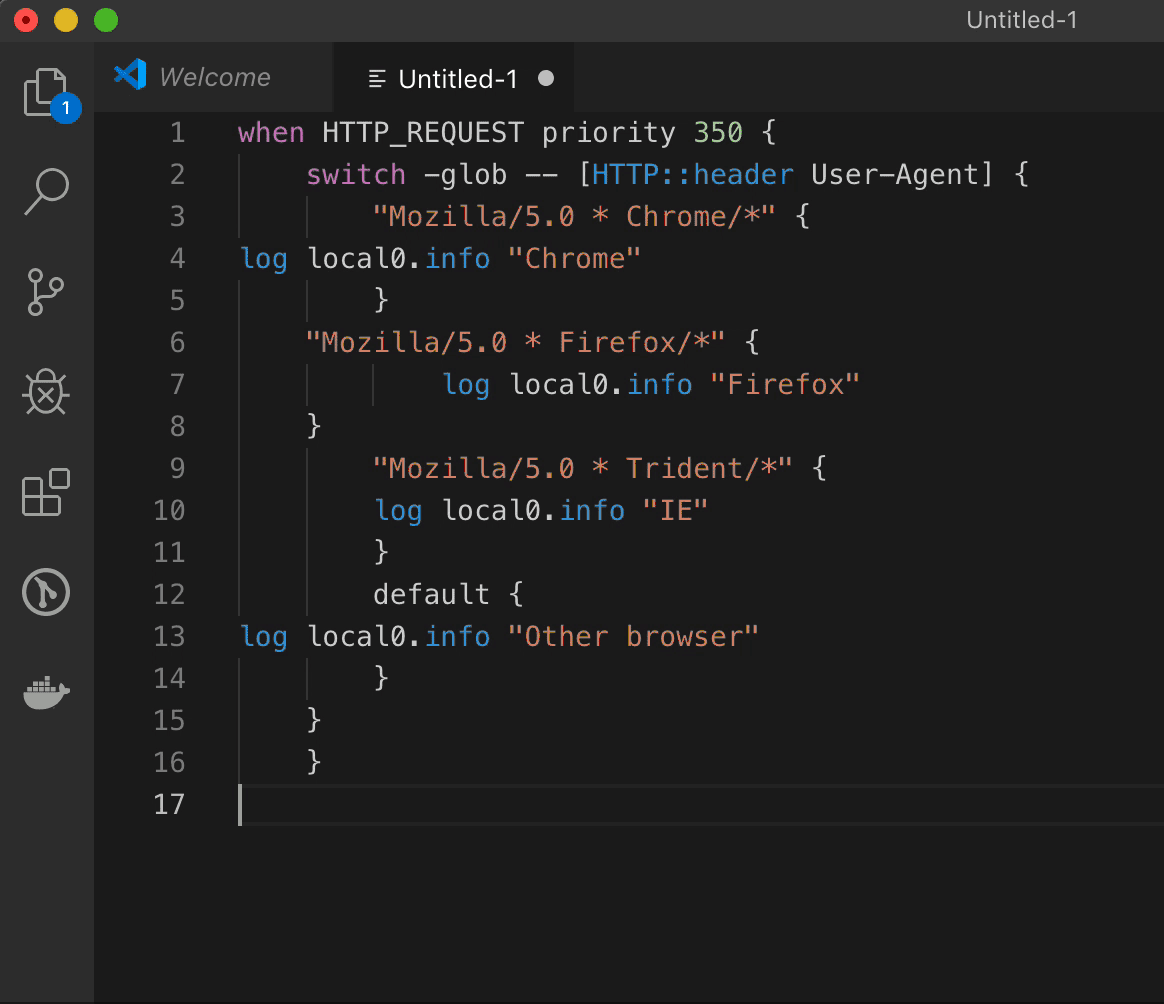 Untitled-1
Welcome
Untitled-1
1
1 when HTTP_REQUEST priority 350 {
2     switch -glob -- [HTTP::header User-Agent] {
3         "Mozilla/5.0 * Chrome/*" {
4 log local0.info "Chrome"
5         }
6     "Mozilla/5.0 * Firefox/*" {
7             log local0.info "Firefox"
8     }
9         "Mozilla/5.0 * Trident/*" {
10         log local0.info "IE"
11         }
12         default {
13 log local0.info "Other browser"
14         }
15     }
16     }
17